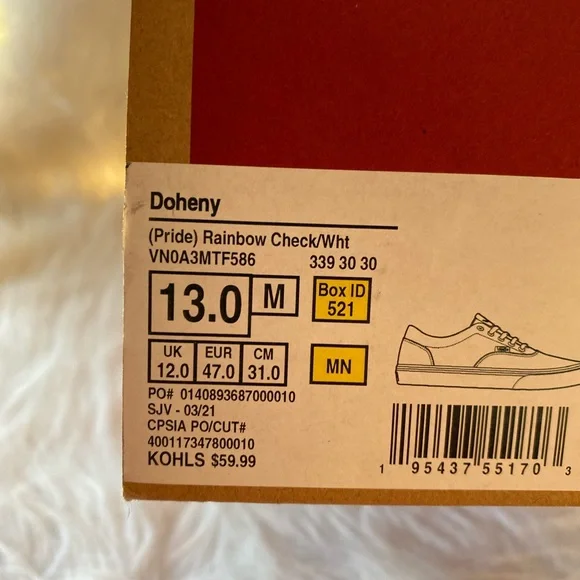 Doheny
(Pride) Rainbow Check/Wht
VN0A3MTF586 339 30 30
13.0 M Box ID
521
UK EUR CM
12.0 47.0 31.0 MN
PO# 0140893687000010
SJV - 03/21
CPSIA PO/CUT#
400117347800010
KOHLS $59.99
1 95437 55170 3